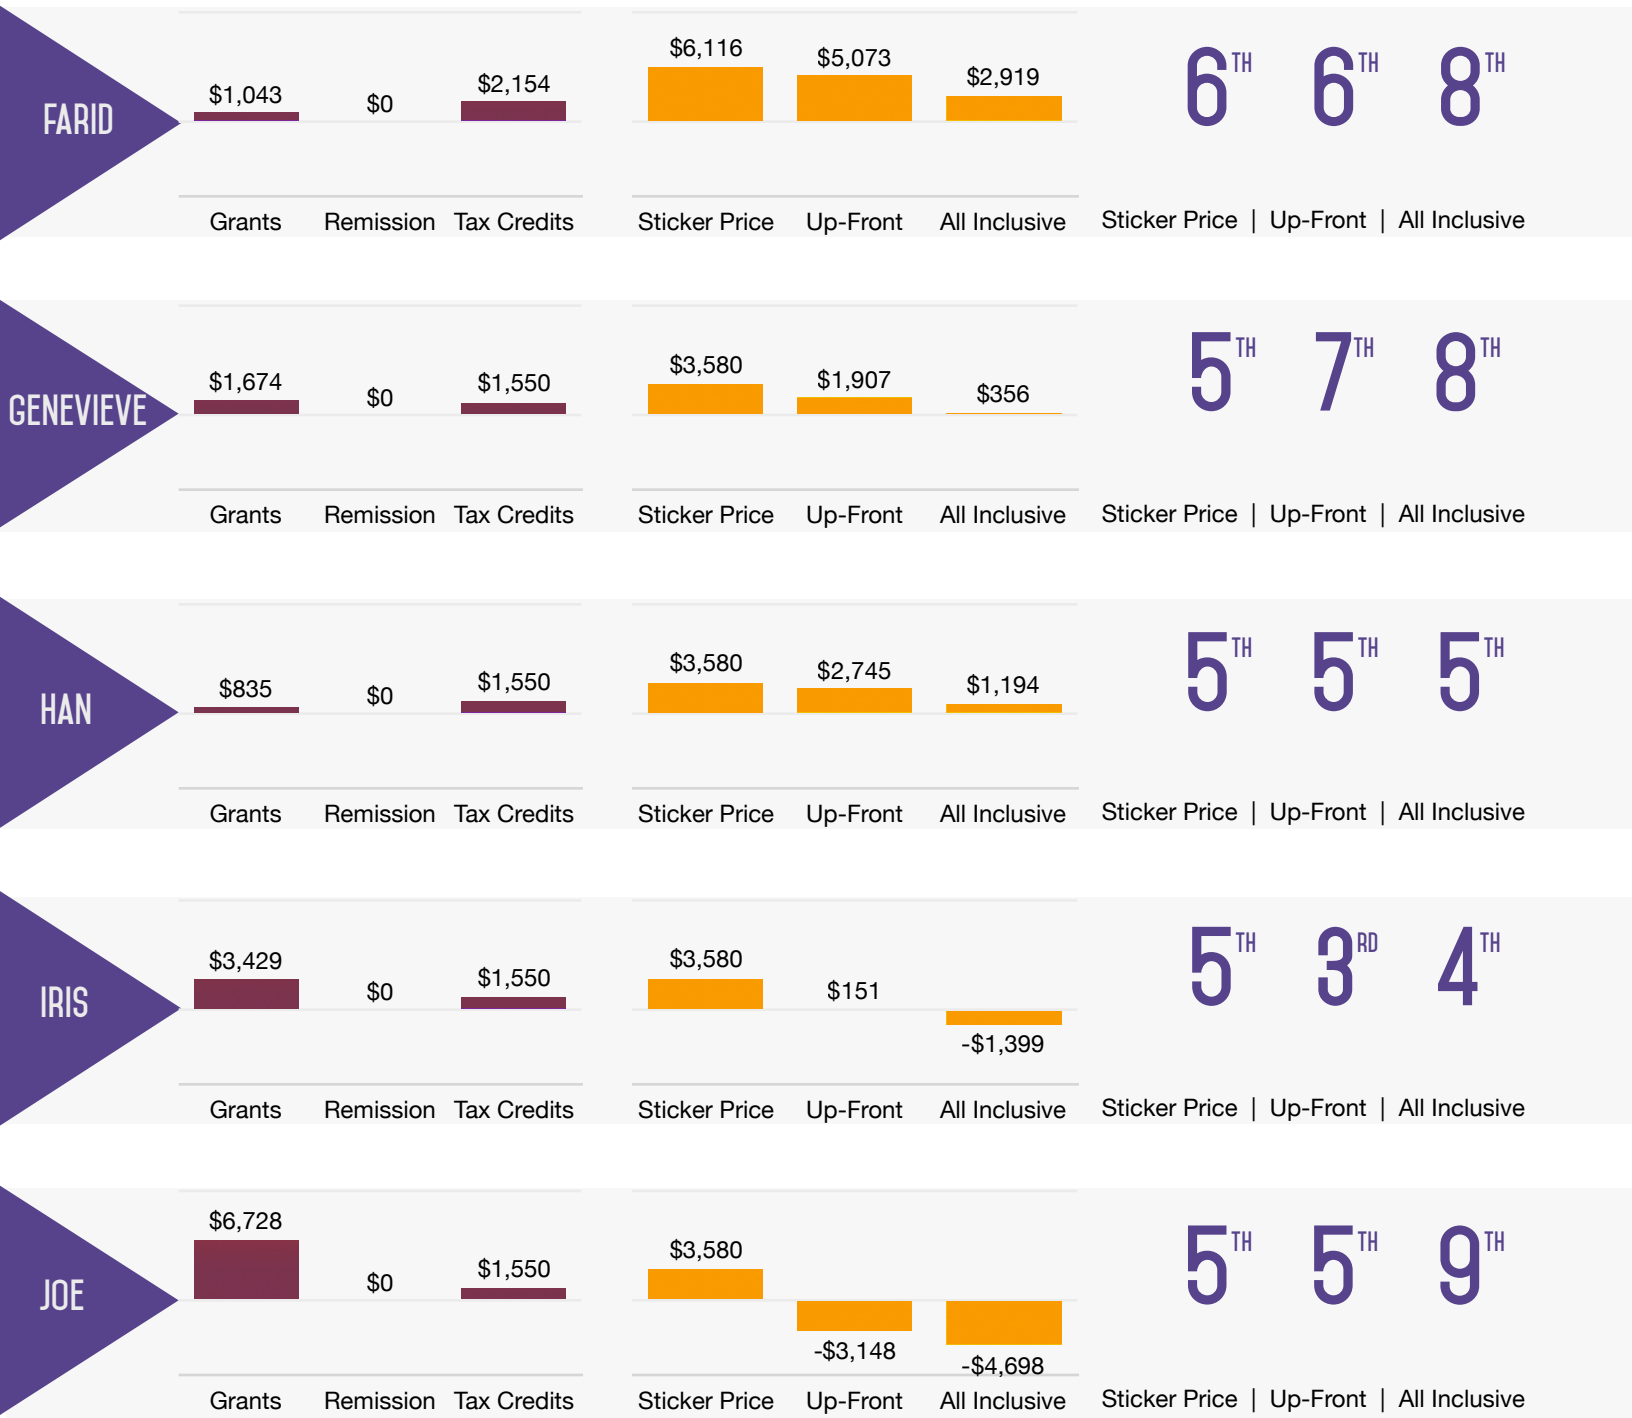 FARID
$1,043 $0 $2,154
Grants Remission Tax Credits
$6,116 $5,073 $2,919
Sticker Price Up-Front All Inclusive
6TH 6TH 8TH
Sticker Price | Up-Front | All Inclusive
GENEVIEVE
$1,674 $0 $1,550
Grants Remission Tax Credits
$3,580 $1,907 $356
Sticker Price Up-Front All Inclusive
5TH 7TH 8TH
Sticker Price | Up-Front | All Inclusive
HAN
$835 $0 $1,550
Grants Remission Tax Credits
$3,580 $2,745 $1,194
Sticker Price Up-Front All Inclusive
5TH 5TH 5TH
Sticker Price | Up-Front | All Inclusive
IRIS
$3,429 $0 $1,550
Grants Remission Tax Credits
$3,580 $151 -$1,399
Sticker Price Up-Front All Inclusive
5TH 3RD 4TH
Sticker Price | Up-Front | All Inclusive
JOE
$6,728 $0 $1,550
Grants Remission Tax Credits
$3,580 -$3,148 -$4,698
Sticker Price Up-Front All Inclusive
5TH 5TH 9TH
Sticker Price | Up-Front | All Inclusive